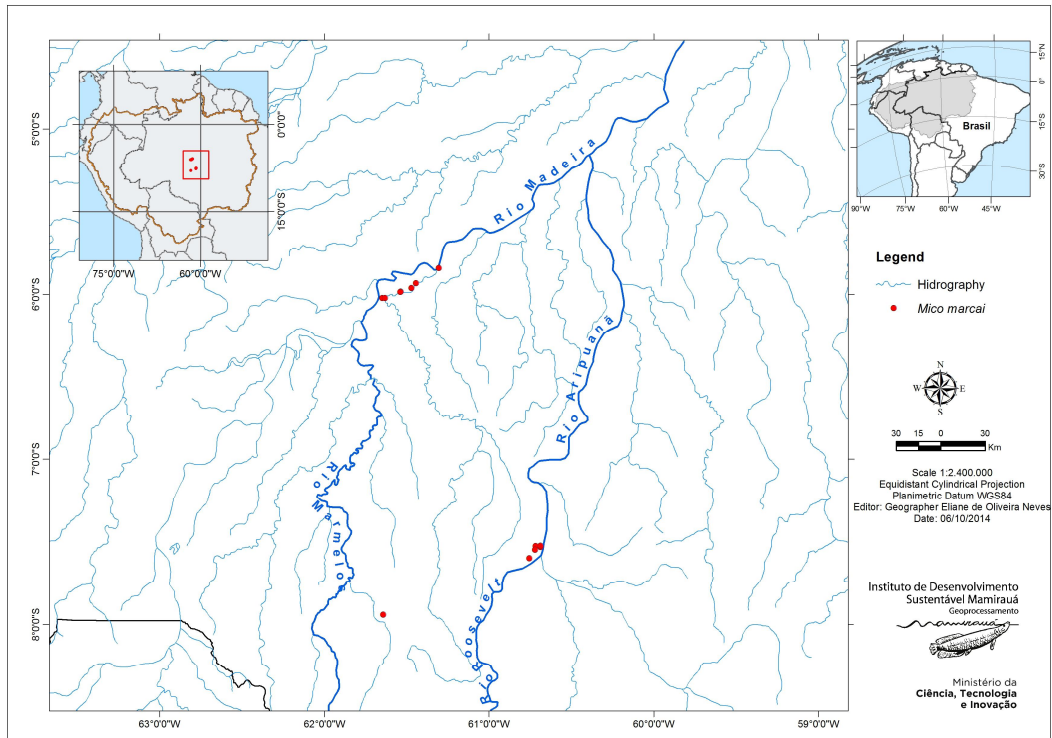 5°0'0"S
6°0'0"S
7°0'0"S
8°0'0"S
63°0'0"W
62°0'0"W
61°0'0"W
60°0'0"W
59°0'0"W
0°0'0"
15°0'0"S
75°0'0"W
60°0'0"W
Rio Madeira
Rio Aripuanã
Rio Marmelos
Rio Roosevelt
15°N
0°
15°S
30°S
90°W
75°W
60°W
45°W
Brasil
Legend
Hidrography
Mico marcai
N
W
E
S
30 15 0 30
Km
Scale 1:2.400.000
Equidistant Cylindrical Projection
Planimetric Datum WGS84
Editor: Geographer Eliane de Oliveira Neves
Date: 06/10/2014
Instituto de Desenvolvimento
Sustentável Mamirauá
Geoprocessamento
mamirauá
Ministério da
Ciência, Tecnologia
e Inovação